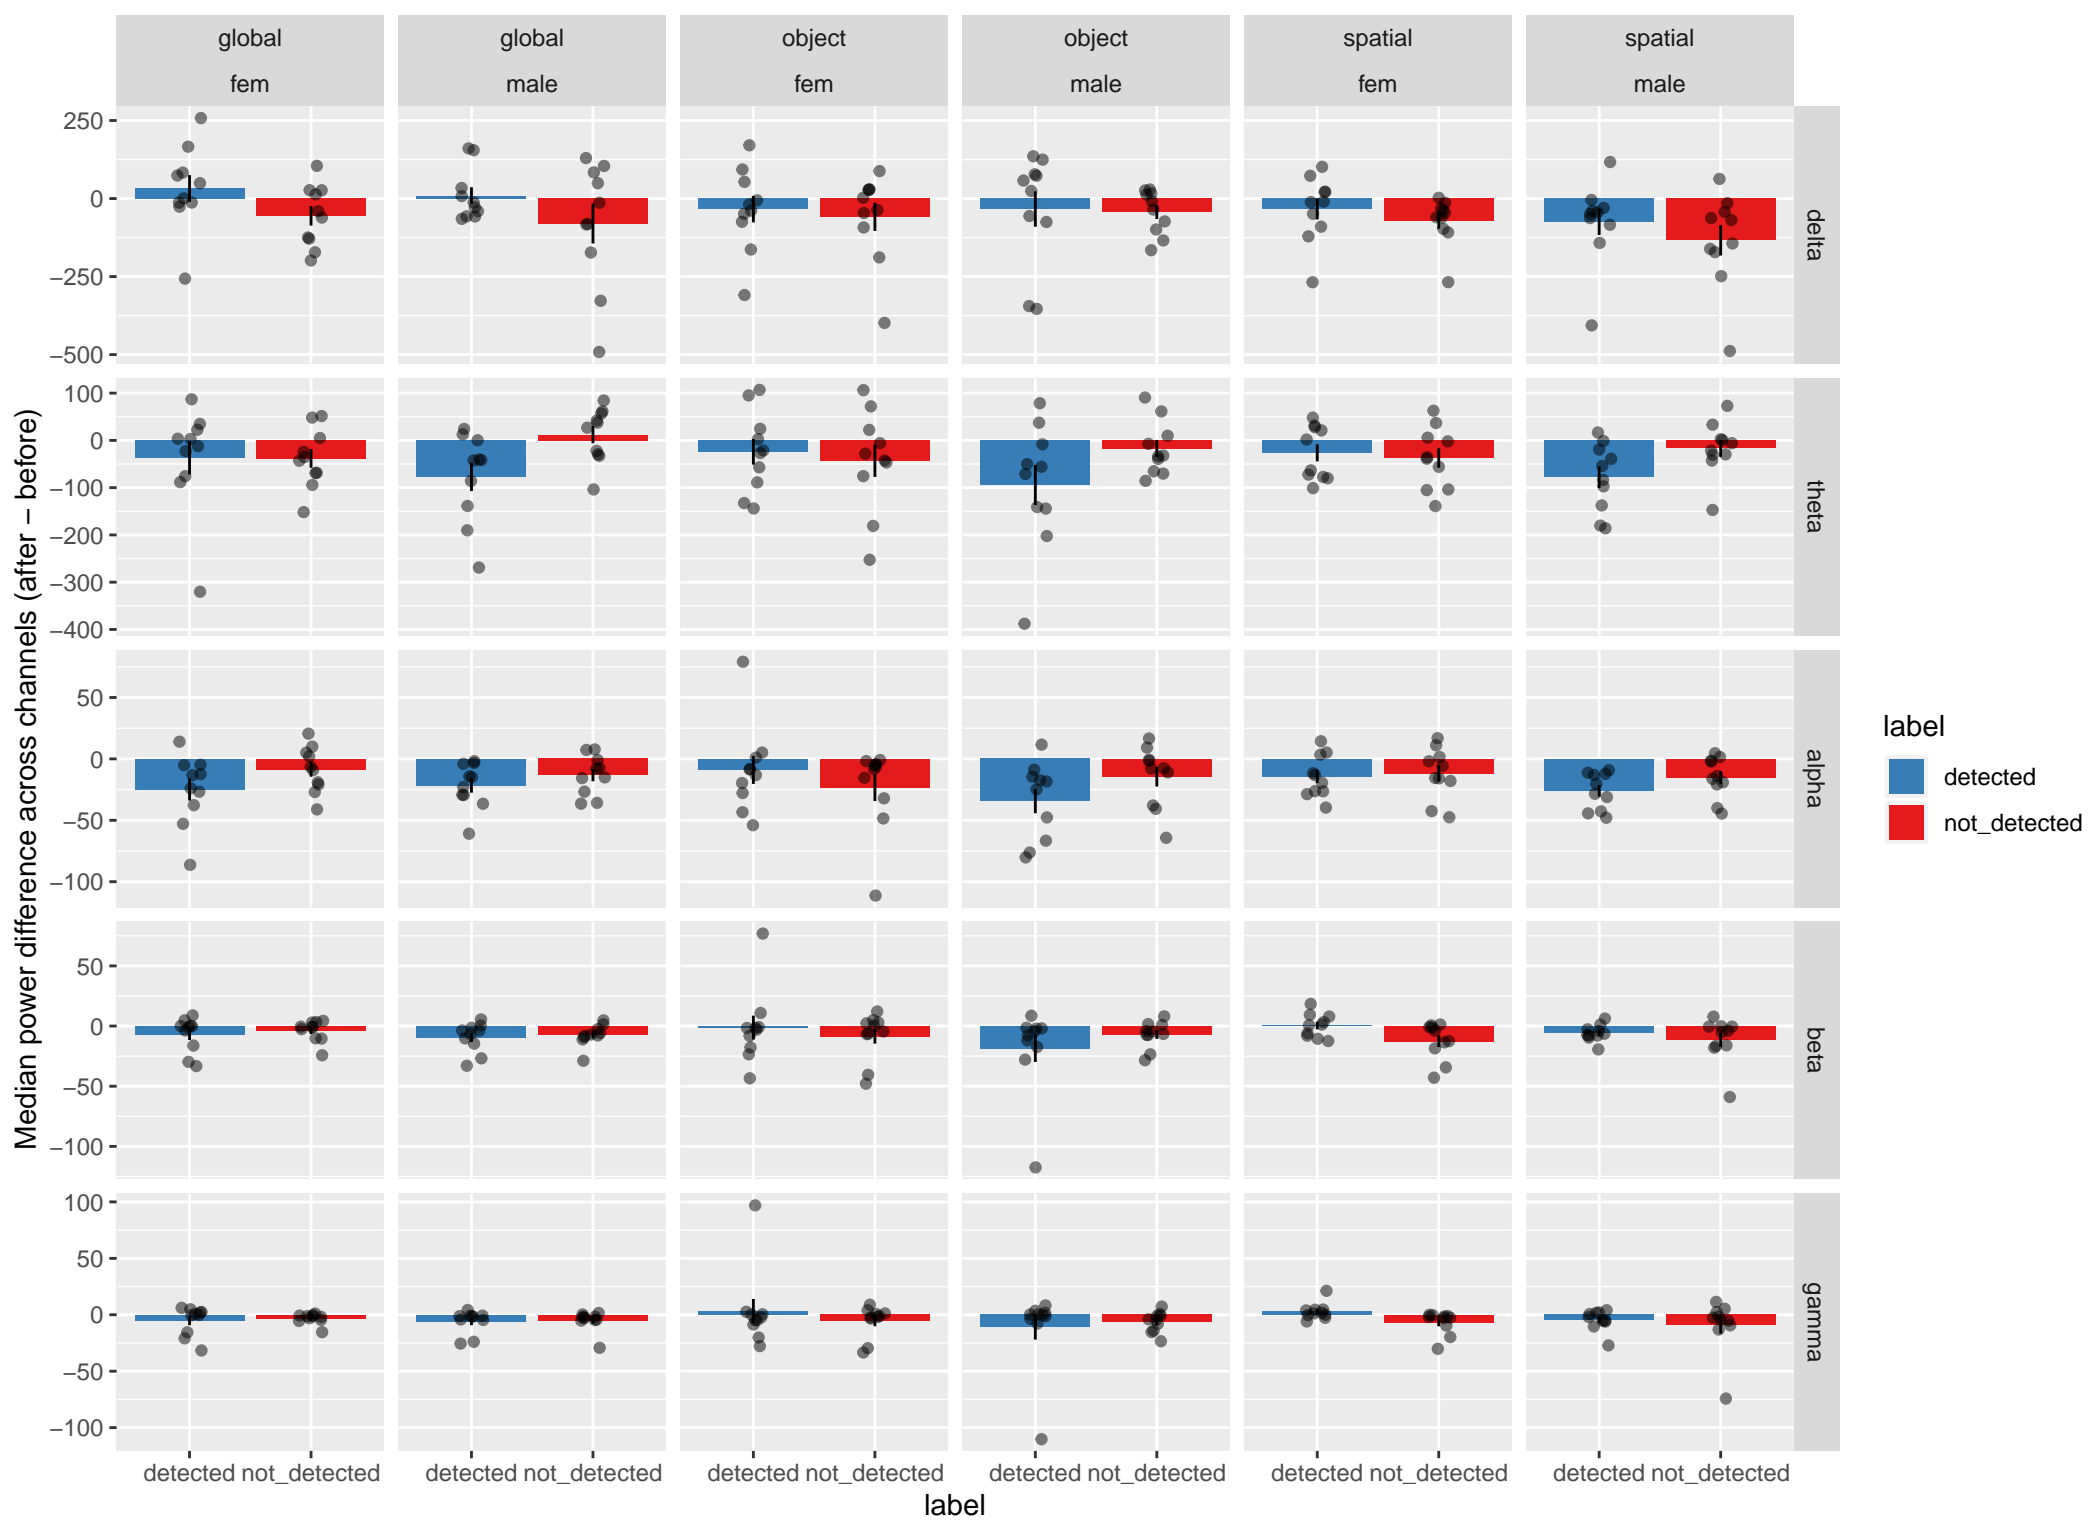 global global object object spatial spatial
fem male fem male fem male
250
0
−250
−500
delta
100
0
−100
−200
−300
−400
theta
50
0
−50
−100
alpha
50
0
−50
−100
beta
100
50
0
−50
−100
gamma
Median power difference across channels (after − before)
detected not_detected detected not_detected detected not_detected detected not_detected detected not_detected detected not_detected
label
label
detected
not_detected